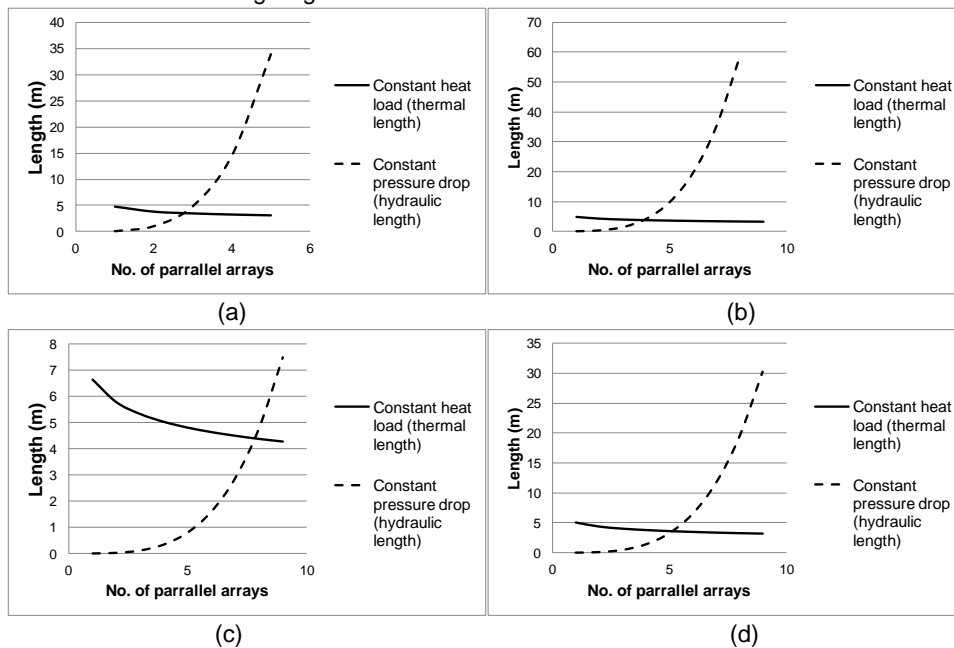 40
35
30
25
20
15
10
5
0
Length (m)
0
2
4
6
No. of parrallel arrays
Constant heat
load (thermal
length)
Constant
pressure drop
(hydraulic
length)
(a)
70
60
50
40
30
20
10
0
Length (m)
0
5
10
No. of parrallel arrays
Constant heat
load (thermal
length)
Constant
pressure drop
(hydraulic
length)
(b)
8
7
6
5
4
3
2
1
0
Length (m)
0
5
10
No. of parrallel arrays
Constant heat
load (thermal
length)
Constant
pressure drop
(hydraulic
length)
(c)
35
30
25
20
15
10
5
0
Length (m)
0
5
10
No. of parrallel arrays
Constant heat
load (thermal
length)
Constant
pressure drop
(hydraulic
length)
(d)